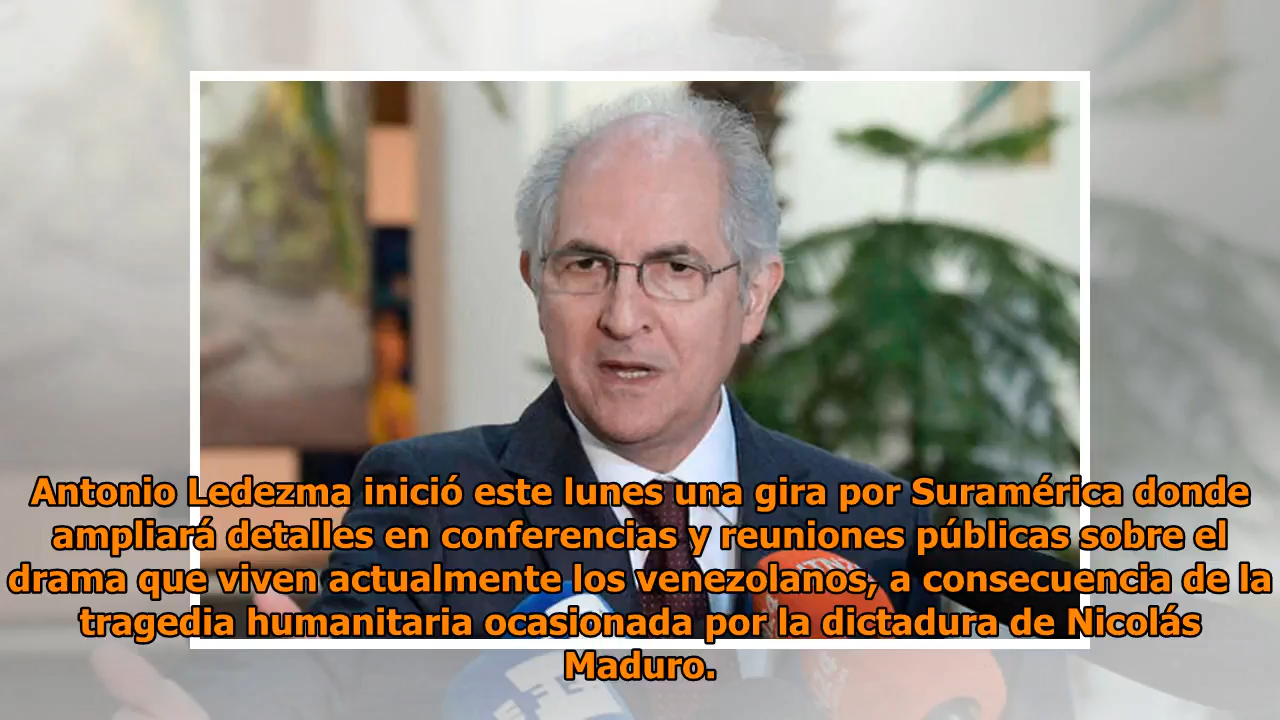 Antonio Ledezma inició este lunes una gira por Suramérica donde
ampliará detalles en conferencias y reuniones públicas sobre el
drama que viven actualmente los venezolanos, a consecuencia de la
tragedia humanitaria ocasionada por la dictadura de Nicolás
Maduro.